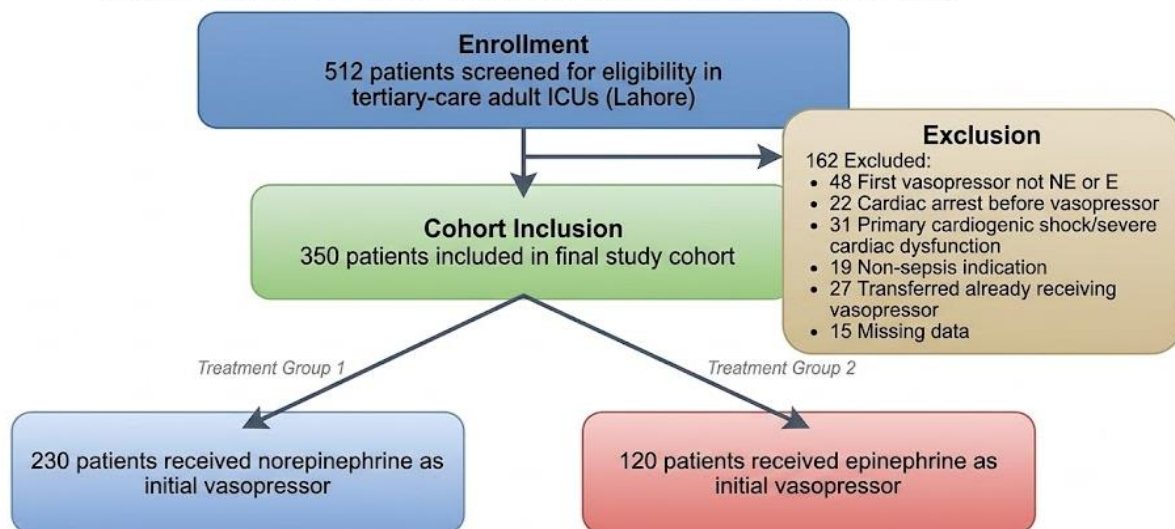 Enrollment
512 patients screened for eligibility in
tertiary-care adult ICUs (Lahore)
Exclusion
162 Excluded:
• 48 First vasopressor not NE or E
• 22 Cardiac arrest before vasopressor
• 31 Primary cardiogenic shock/severe
cardiac dysfunction
• 19 Non-sepsis indication
• 27 Transferred already receiving
vasopressor
• 15 Missing data
Cohort Inclusion
350 patients included in final study cohort
Treatment Group 1
Treatment Group 2
230 patients received norepinephrine as
initial vasopressor
120 patients received epinephrine as
initial vasopressor